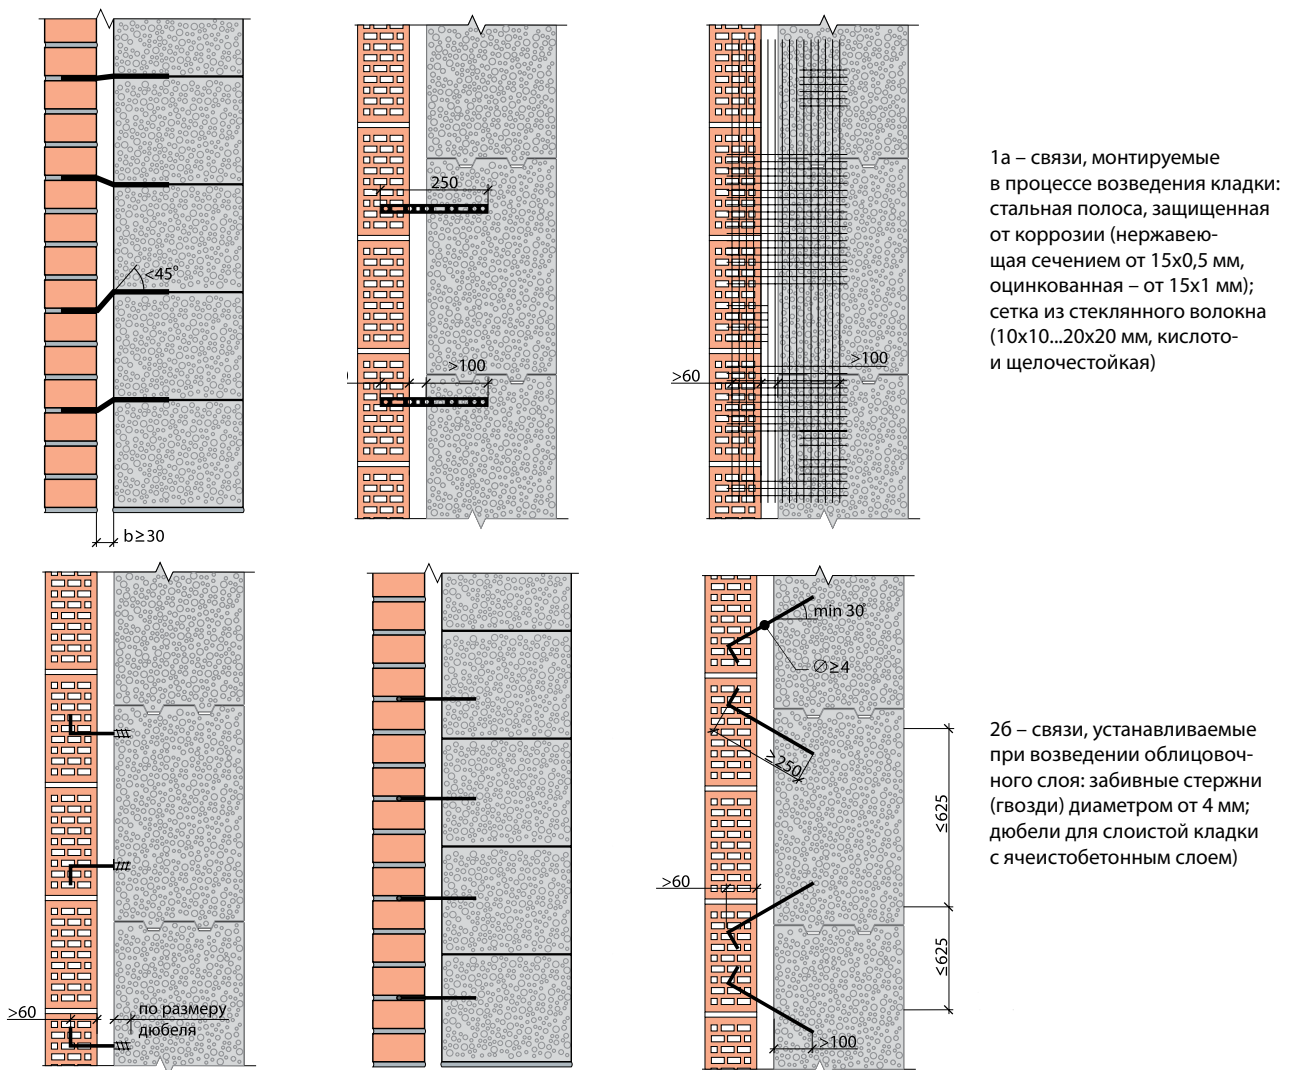 <45°
b≥30
250
>100
>60
>100
1а – связи, монтируемые
в процессе возведения кладки:
стальная полоса, защищенная
от коррозии (нержавею-
щая сечением от 15х0,5 мм,
оцинкованная – от 15х1 мм);
сетка из стеклянного волокна
(10х10...20х20 мм, кислото-
и щелочестойкая)
>60
по размеру
дюбеля
min 30
∅≥4
≥250
>60
>100
≤625
≤625
2б – связи, устанавливаемые
при возведении облицовоч-
ного слоя: забивные стержни
(гвозди) диаметром от 4 мм;
дюбели для слоистой кладки
с ячеистобетонным слоем)